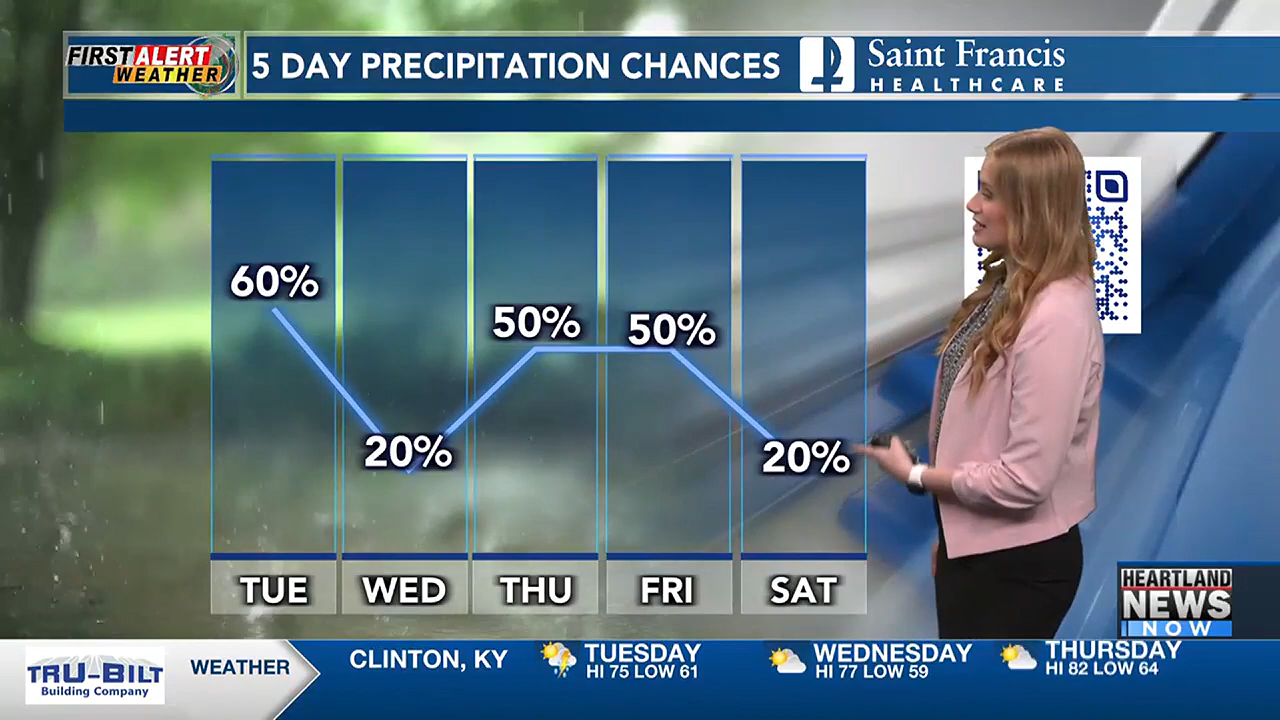 FIRST ALERT
WEATHER
5 DAY PRECIPITATION CHANCES
Saint Francis
HEALTHCARE
60%
20%
50%
50%
20%
TUE
WED
THU
FRI
SAT
HEARTLAND
NEWS
NOW
TRU-BILT
Building Company
WEATHER
CLINTON, KY
TUESDAY
HI 75 LOW 61
WEDNESDAY
HI 77 LOW 59
THURSDAY
HI 82 LOW 64